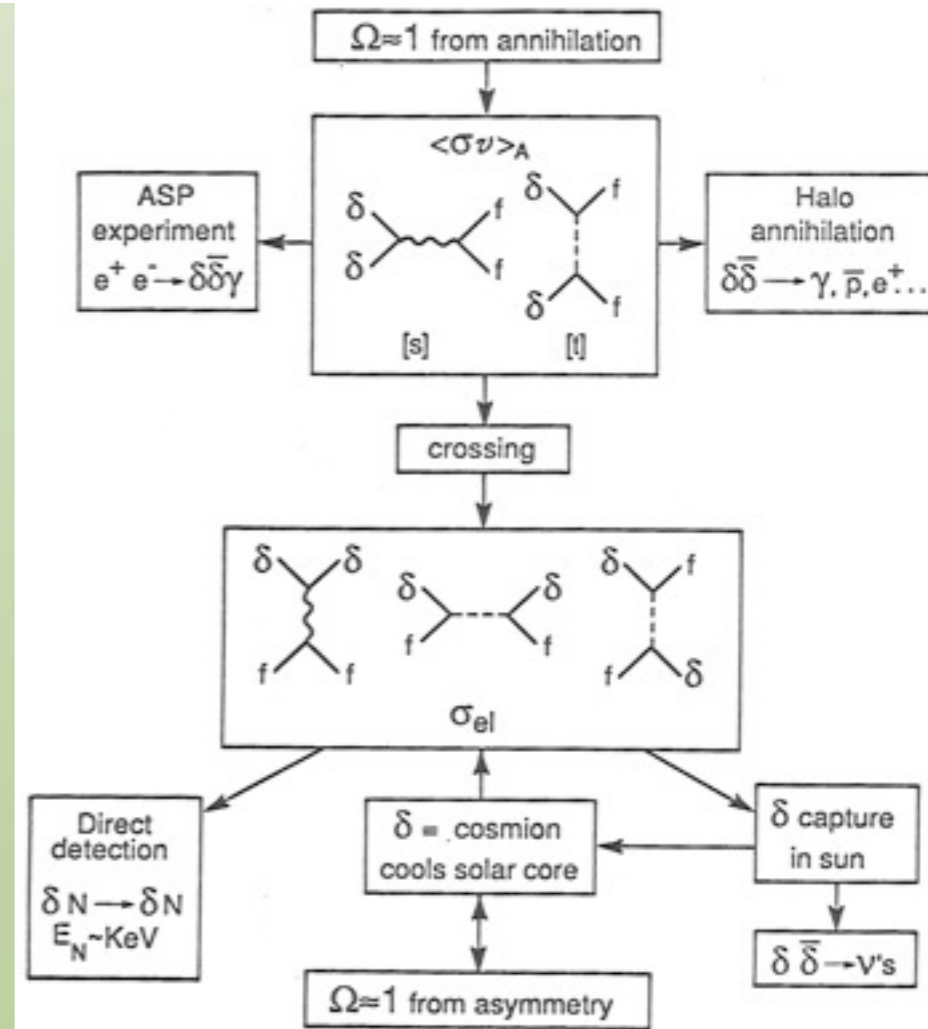 Ω≈1 from annihilation
<σv>A
ASP
experiment
e⁺ e⁻→δδ̄γ
δ f
δ f
[s]
δ f
δ f
[t]
Halo
annihilation
δδ̄ → γ, p̄, e⁺...
crossing
δ δ
f f
δ δ
f f
δ f
f δ
σel
Direct
detection
δ N → δ N
E_N~KeV
δ = cosmion
cools solar core
δ capture
in sun
δ δ̄ → ν's
Ω≈1 from asymmetry